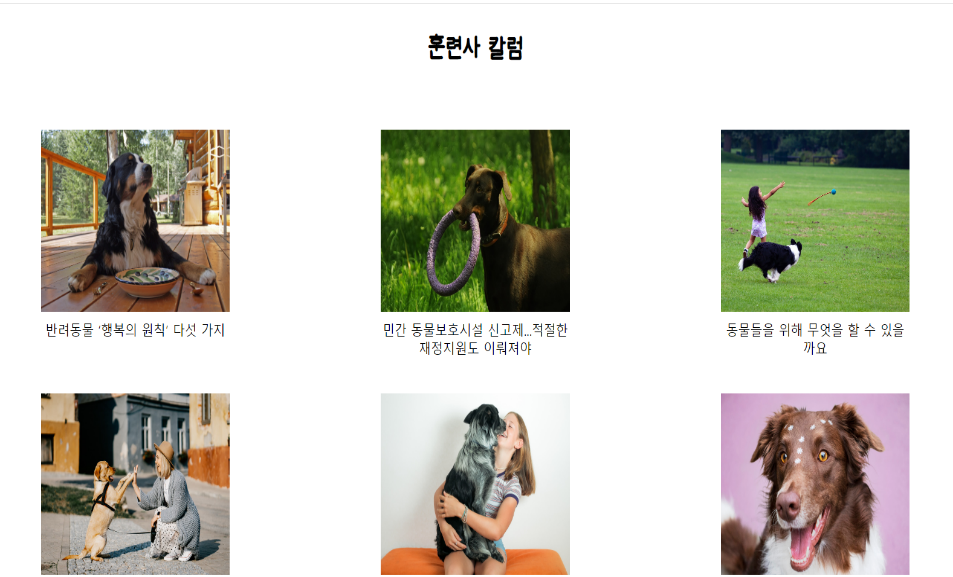 훈련사 칼럼
반려동물 '행복의 원칙' 다섯 가지
민간 동물보호시설 신고제...적절한
재정지원도 이뤄져야
동물들을 위해 무엇을 할 수 있을
까요